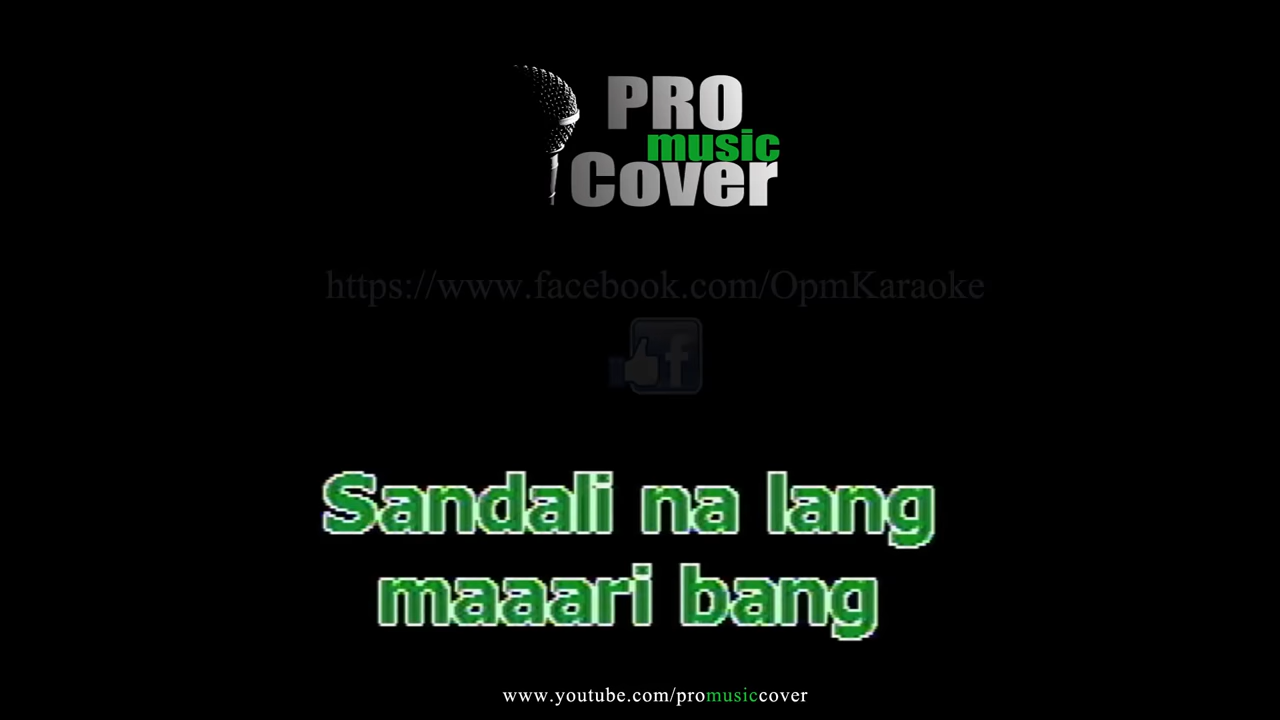 PRO
music
Cover
https://www.facebook.com/OpmKaraoke
f
Sandali na lang
maaari bang
www.youtube.com/promusiccover